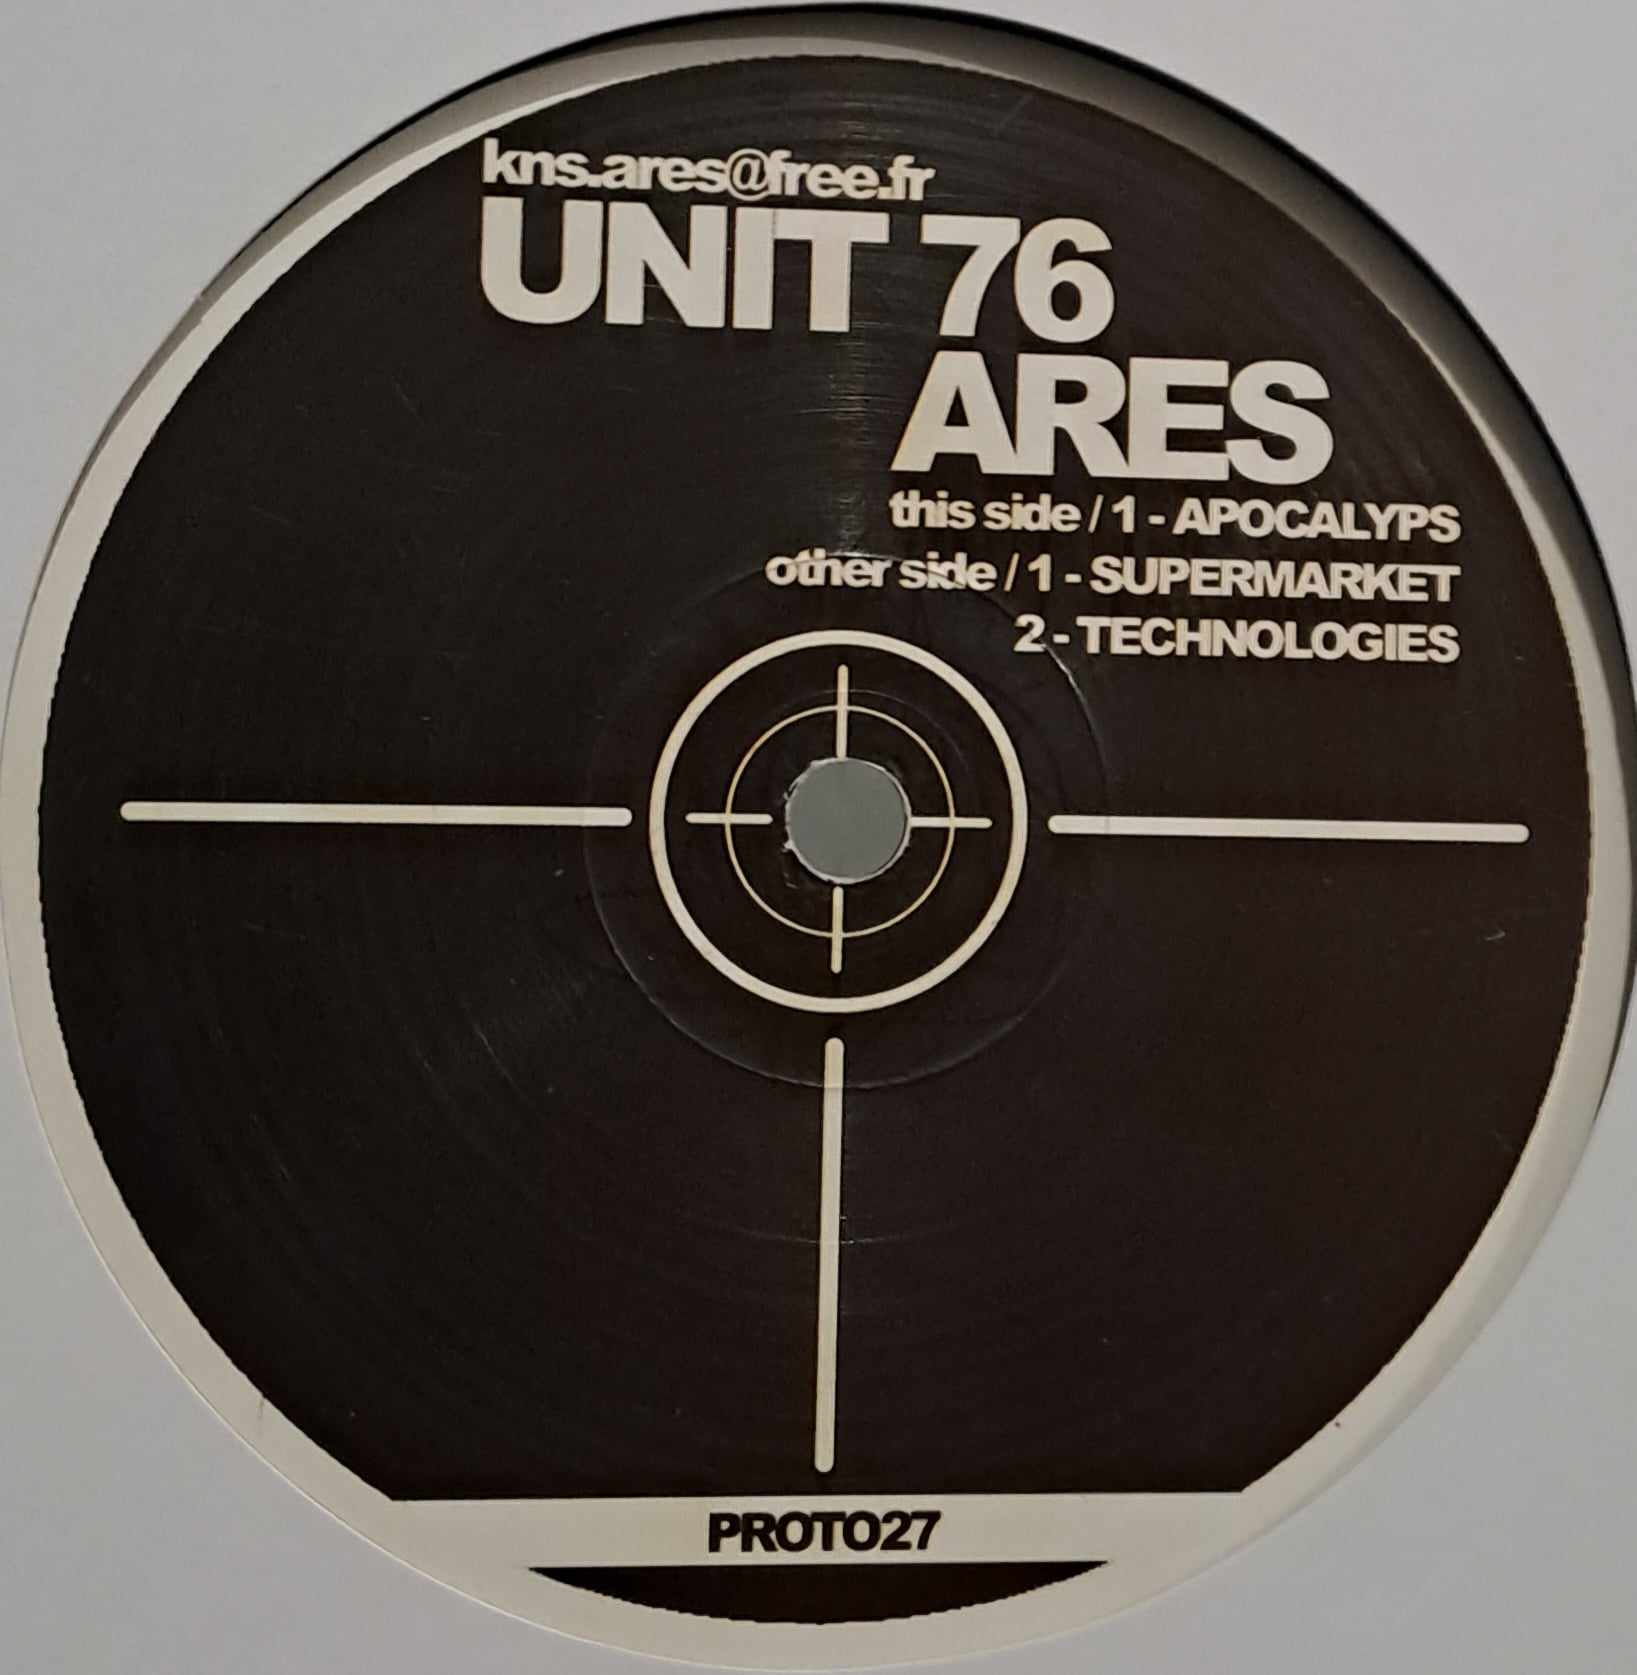 kns.ares@free.fr
UNIT 76
ARES
this side / 1 - APOCALYPS
other side / 1 - SUPERMARKET
2 - TECHNOLOGIES
PROTO27